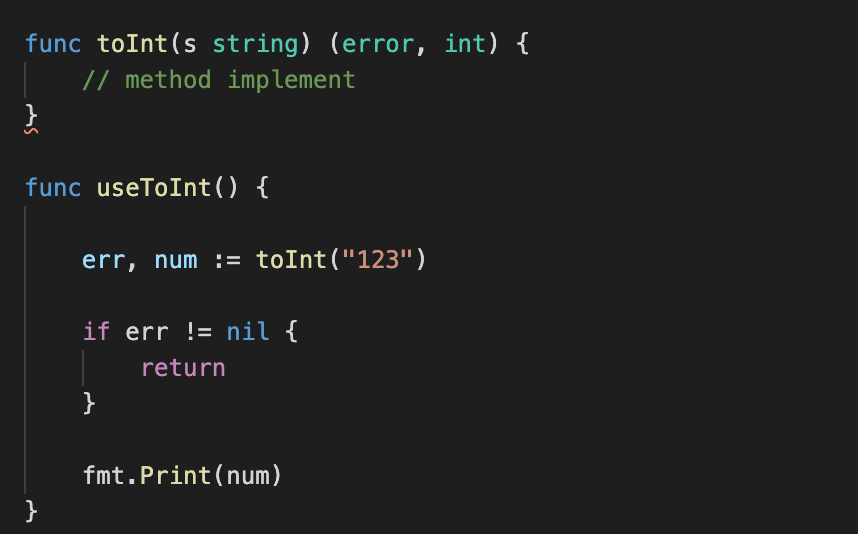 func toInt(s string) (error, int) {
    // method implement
}
func useToInt() {
    err, num := toInt("123")
    if err != nil {
        return
    }
    fmt.Print(num)
}